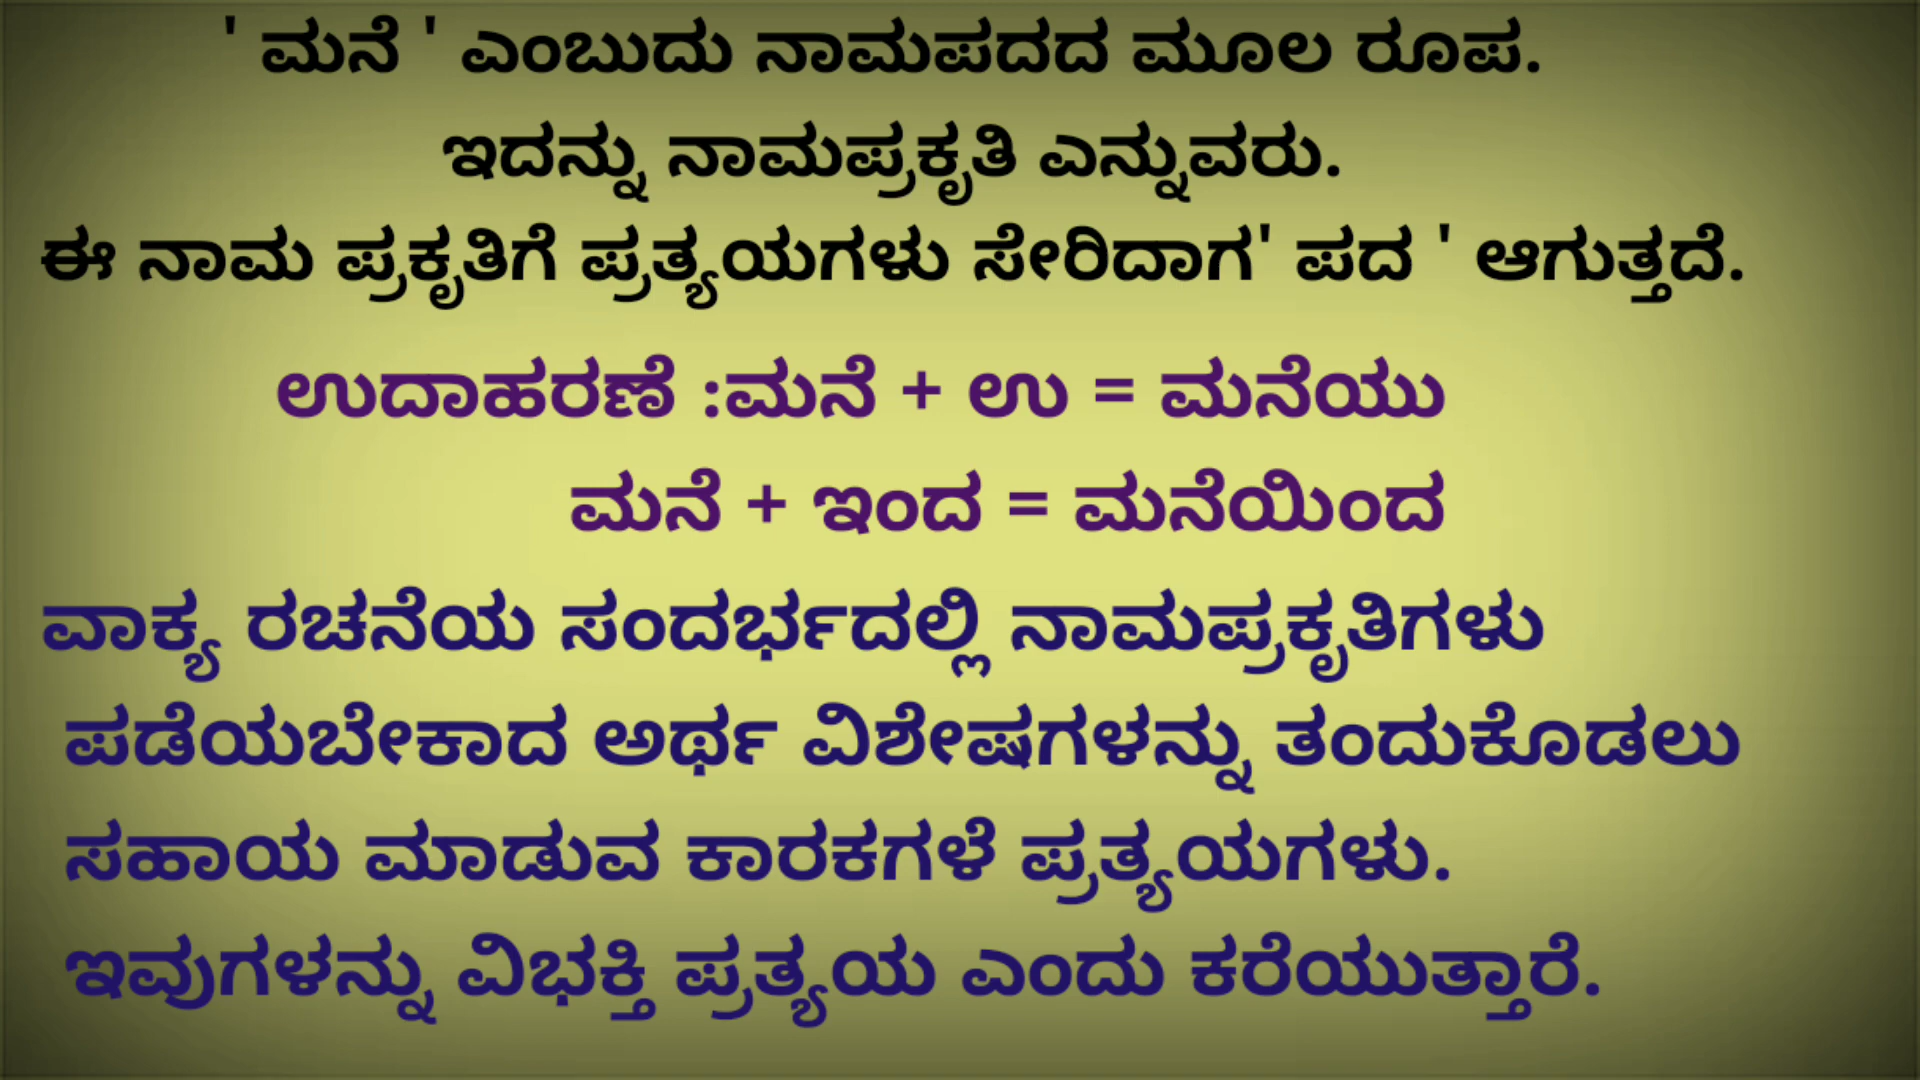 ' ಮನೆ ' ಎಂಬುದು ನಾಮಪದದ ಮೂಲ ರೂಪ.
ಇದನ್ನು ನಾಮಪ್ರಕೃತಿ ಎನ್ನುವರು.
ಈ ನಾಮ ಪ್ರಕೃತಿಗೆ ಪ್ರತ್ಯಯಗಳು ಸೇರಿದಾಗ' ಪದ ' ಆಗುತ್ತದೆ.
ಉದಾಹರಣೆ :ಮನೆ + ಉ = ಮನೆಯು
ಮನೆ + ಇಂದ = ಮನೆಯಿಂದ
ವಾಕ್ಯ ರಚನೆಯ ಸಂದರ್ಭದಲ್ಲಿ ನಾಮಪ್ರಕೃತಿಗಳು
ಪಡೆಯಬೇಕಾದ ಅರ್ಥ ವಿಶೇಷಗಳನ್ನು ತಂದುಕೊಡಲು
ಸಹಾಯ ಮಾಡುವ ಕಾರಕಗಳೆ ಪ್ರತ್ಯಯಗಳು.
ಇವುಗಳನ್ನು ವಿಭಕ್ತಿ ಪ್ರತ್ಯಯ ಎಂದು ಕರೆಯುತ್ತಾರೆ.